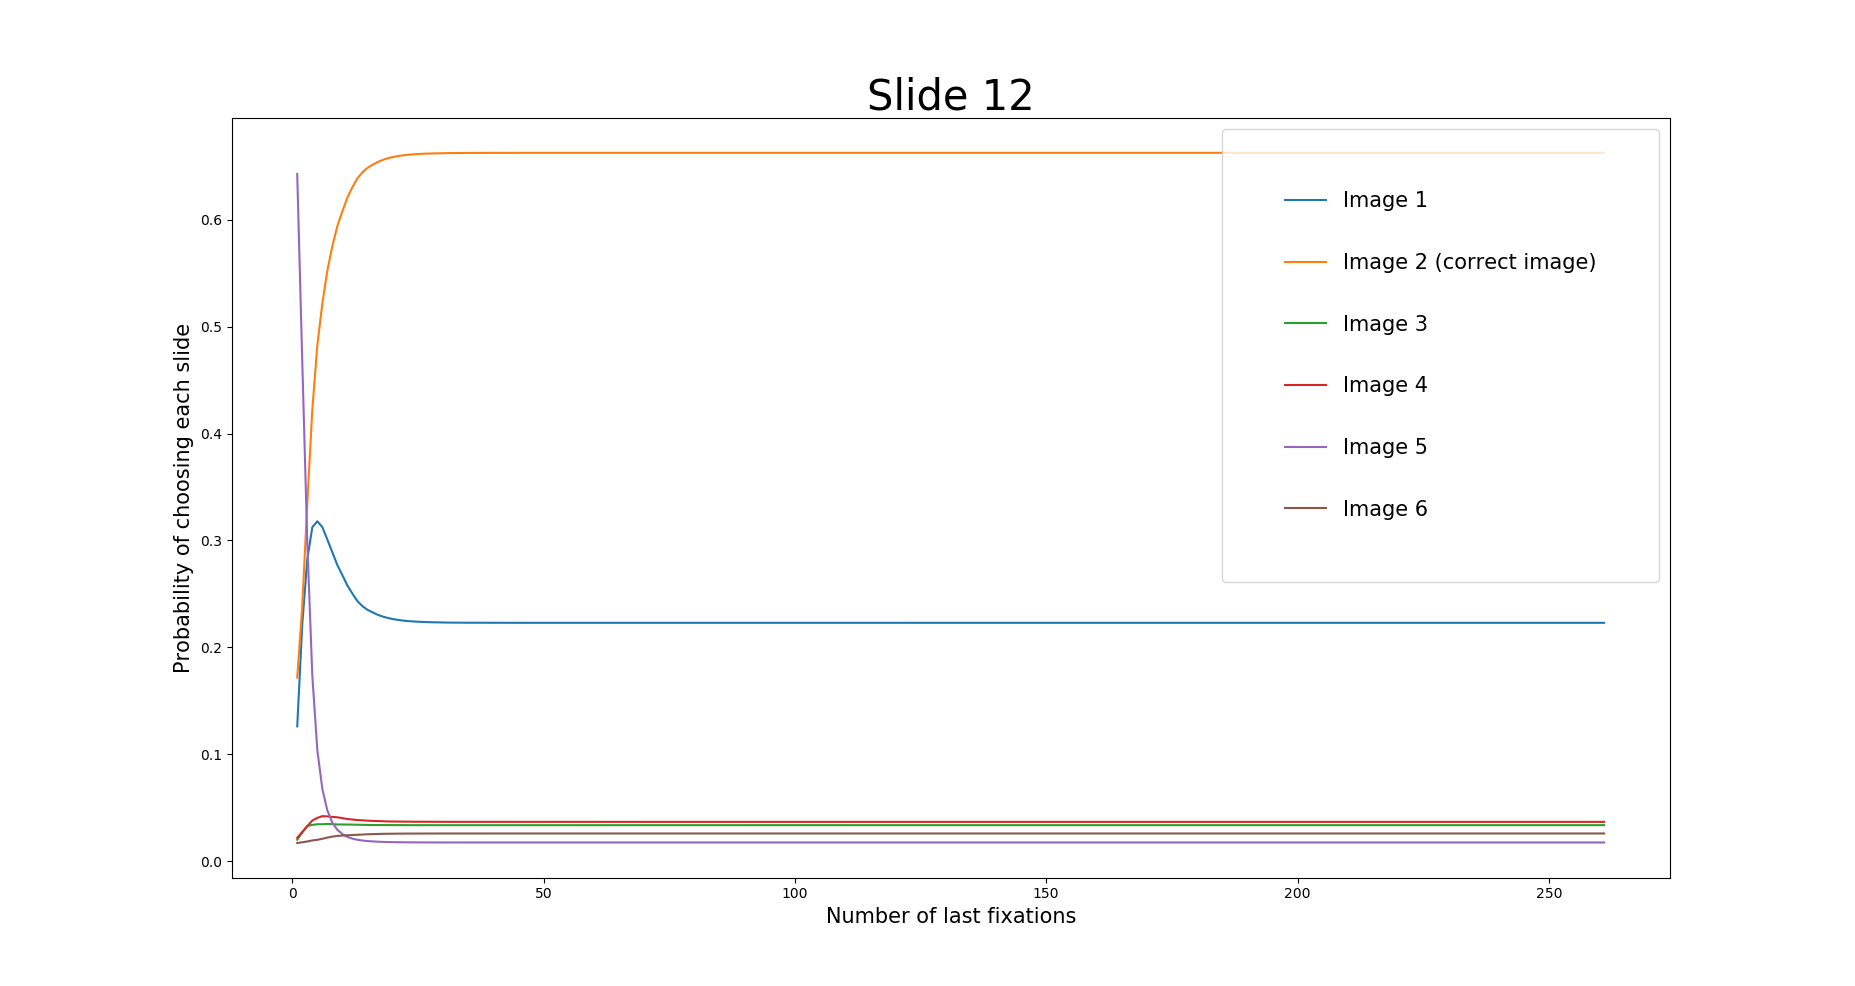 Slide 12
Probability of choosing each slide
0.6
0.5
0.4
0.3
0.2
0.1
0.0
Image 1
Image 2 (correct image)
Image 3
Image 4
Image 5
Image 6
0 50 100 150 200 250
Number of last fixations